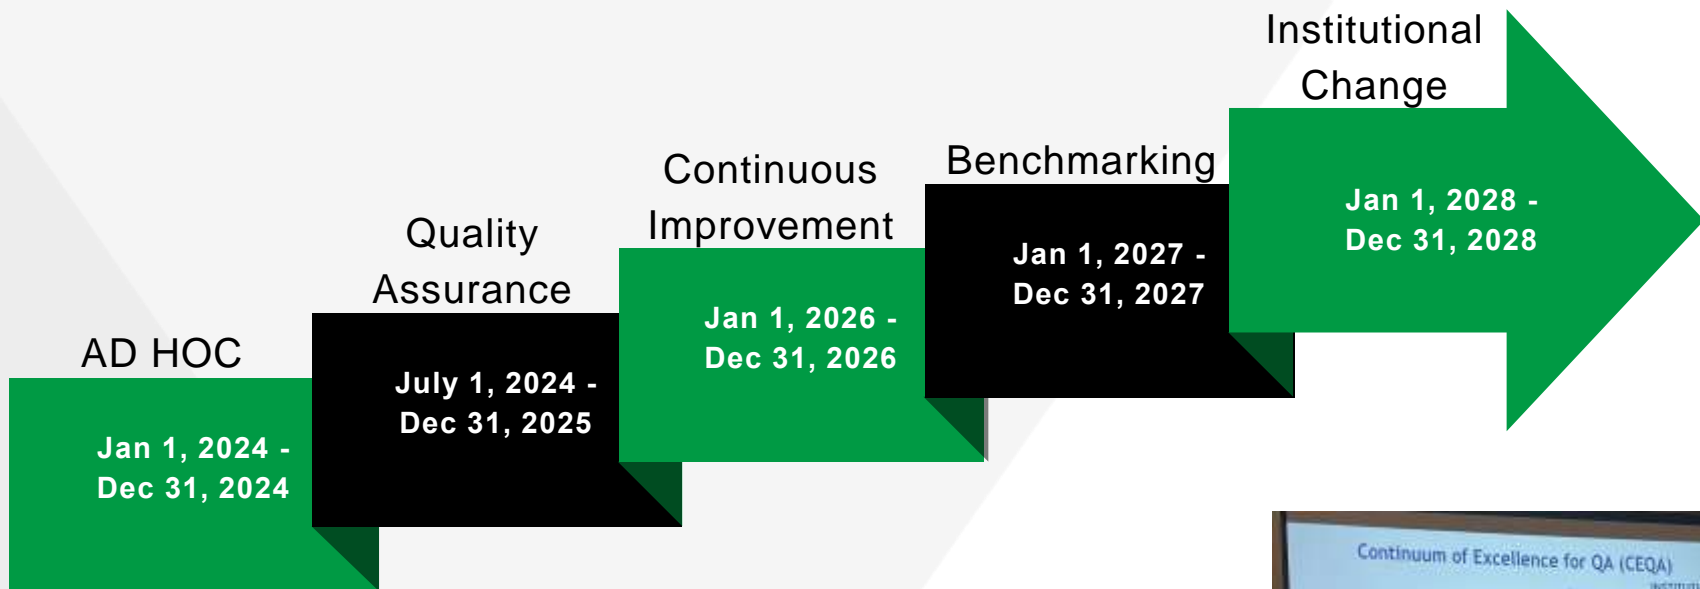 AD HOC
Jan 1, 2024 -
Dec 31, 2024
Quality
Assurance
July 1, 2024 -
Dec 31, 2025
Continuous
Improvement
Jan 1, 2026 -
Dec 31, 2026
Benchmarking
Jan 1, 2027 -
Dec 31, 2027
Institutional
Change
Jan 1, 2028 -
Dec 31, 2028
Continuum of Excellence for QA (CEQA)